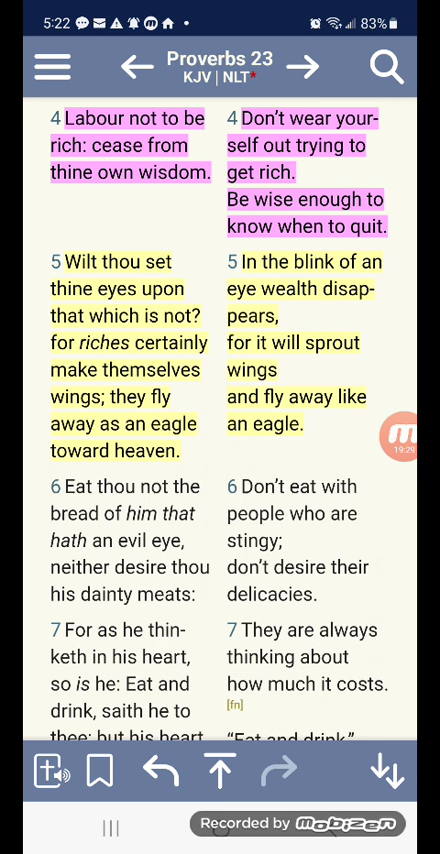 5:22 83%
Proverbs 23
KJV | NLT*
4 Labour not to be
rich: cease from
thine own wisdom.
4 Don't wear your-
self out trying to
get rich.
Be wise enough to
know when to quit.
5 Wilt thou set
thine eyes upon
that which is not?
for riches certainly
make themselves
wings; they fly
away as an eagle
toward heaven.
5 In the blink of an
eye wealth disap-
pears,
for it will sprout
wings
and fly away like
an eagle.
19:29
6 Eat thou not the
bread of him that
hath an evil eye,
neither desire thou
his dainty meats:
6 Don't eat with
people who are
stingy;
don't desire their
delicacies.
7 For as he thin-
keth in his heart,
so is he: Eat and
drink, saith he to
thee; but his heart
7 They are always
thinking about
how much it costs.
[fn]
"Eat and drink"
Recorded by mobizen